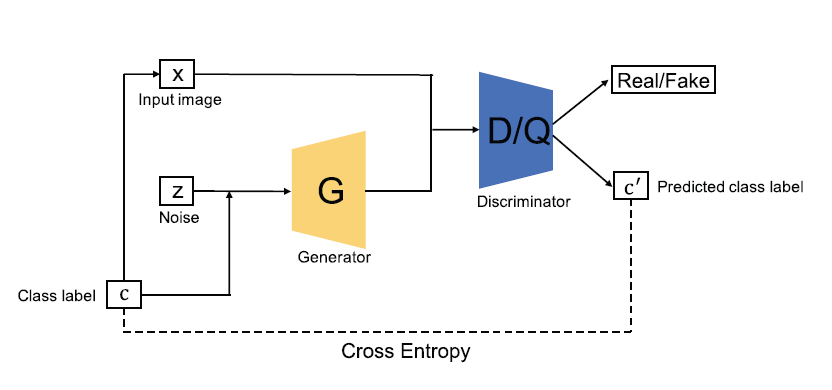 x
Input image
Real/Fake
D/Q
z
Noise
G
c′
Predicted class label
Discriminator
Generator
Class label
c
Cross Entropy